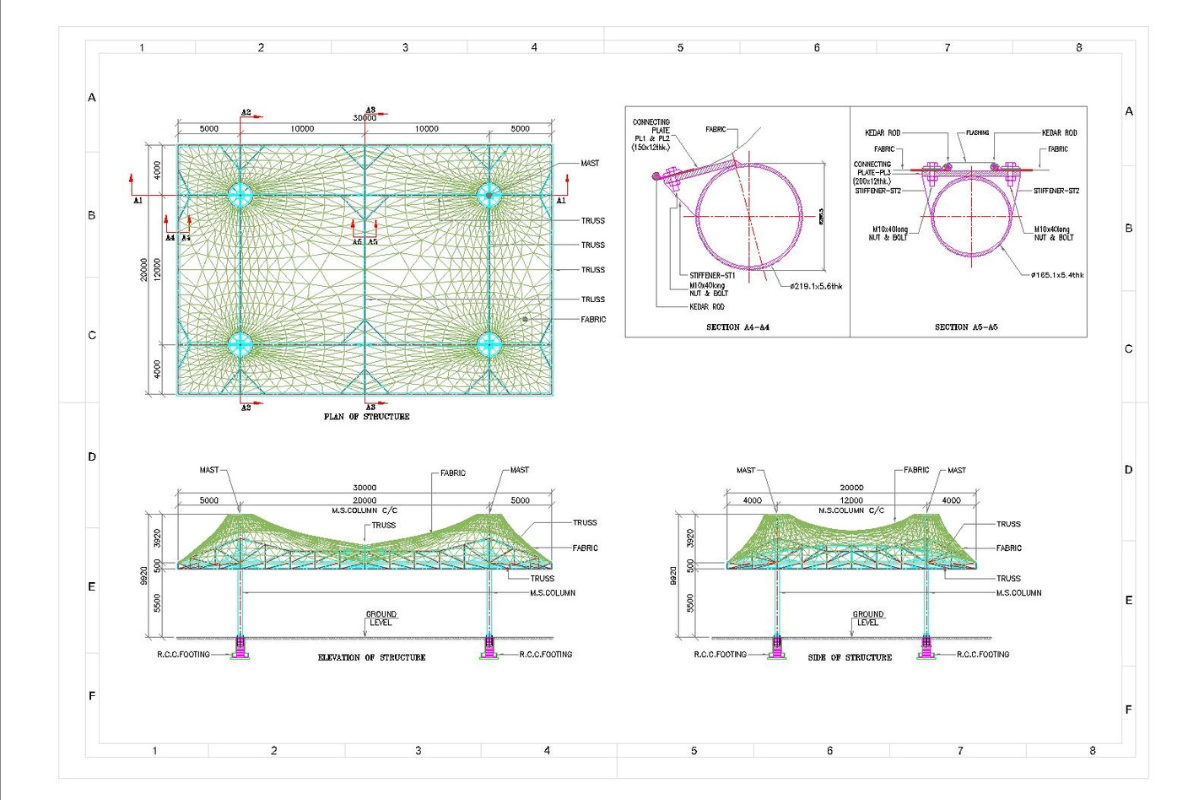 1 2 3 4 5 6 7 8
A
B
C
D
E
F
A
B
C
D
E
F
A2
A3
30000
5000 10000 10000 5000
4000
A1
A1
A4 A4
A5 A5
20000
12000
4000
MAST
TRUSS
TRUSS
TRUSS
TRUSS
FABRIC
A2
A3
PLAN OF STRUCTURE
CONNECTING
PLATE
PL1 & PL2
(150x12thk.)
FABRIC
STIFFENER-ST1
M10x40long
NUT & BOLT
KEDAR ROD
Ø219.1x5.6thk
SECTION A4-A4
KEDAR ROD
FLASHING
KEDAR ROD
FABRIC
FABRIC
CONNECTING
PLATE-PL3
(200x12thk.)
STIFFENER-ST2
STIFFENER-ST2
M10x40long
NUT & BOLT
M10x40long
NUT & BOLT
Ø165.1x5.4thk
SECTION A5-A5
MAST
FABRIC
MAST
30000
5000 20000 5000
M.S.COLUMN C/C
TRUSS
TRUSS
FABRIC
TRUSS
M.S.COLUMN
3920
500
5500
9920
GROUND
LEVEL
R.C.C.FOOTING
R.C.C.FOOTING
ELEVATION OF STRUCTURE
MAST
FABRIC
MAST
20000
4000 12000 4000
M.S.COLUMN C/C
TRUSS
FABRIC
TRUSS
M.S.COLUMN
3920
500
5500
9920
GROUND
LEVEL
R.C.C.FOOTING
R.C.C.FOOTING
SIDE OF STRUCTURE
1 2 3 4 5 6 7 8